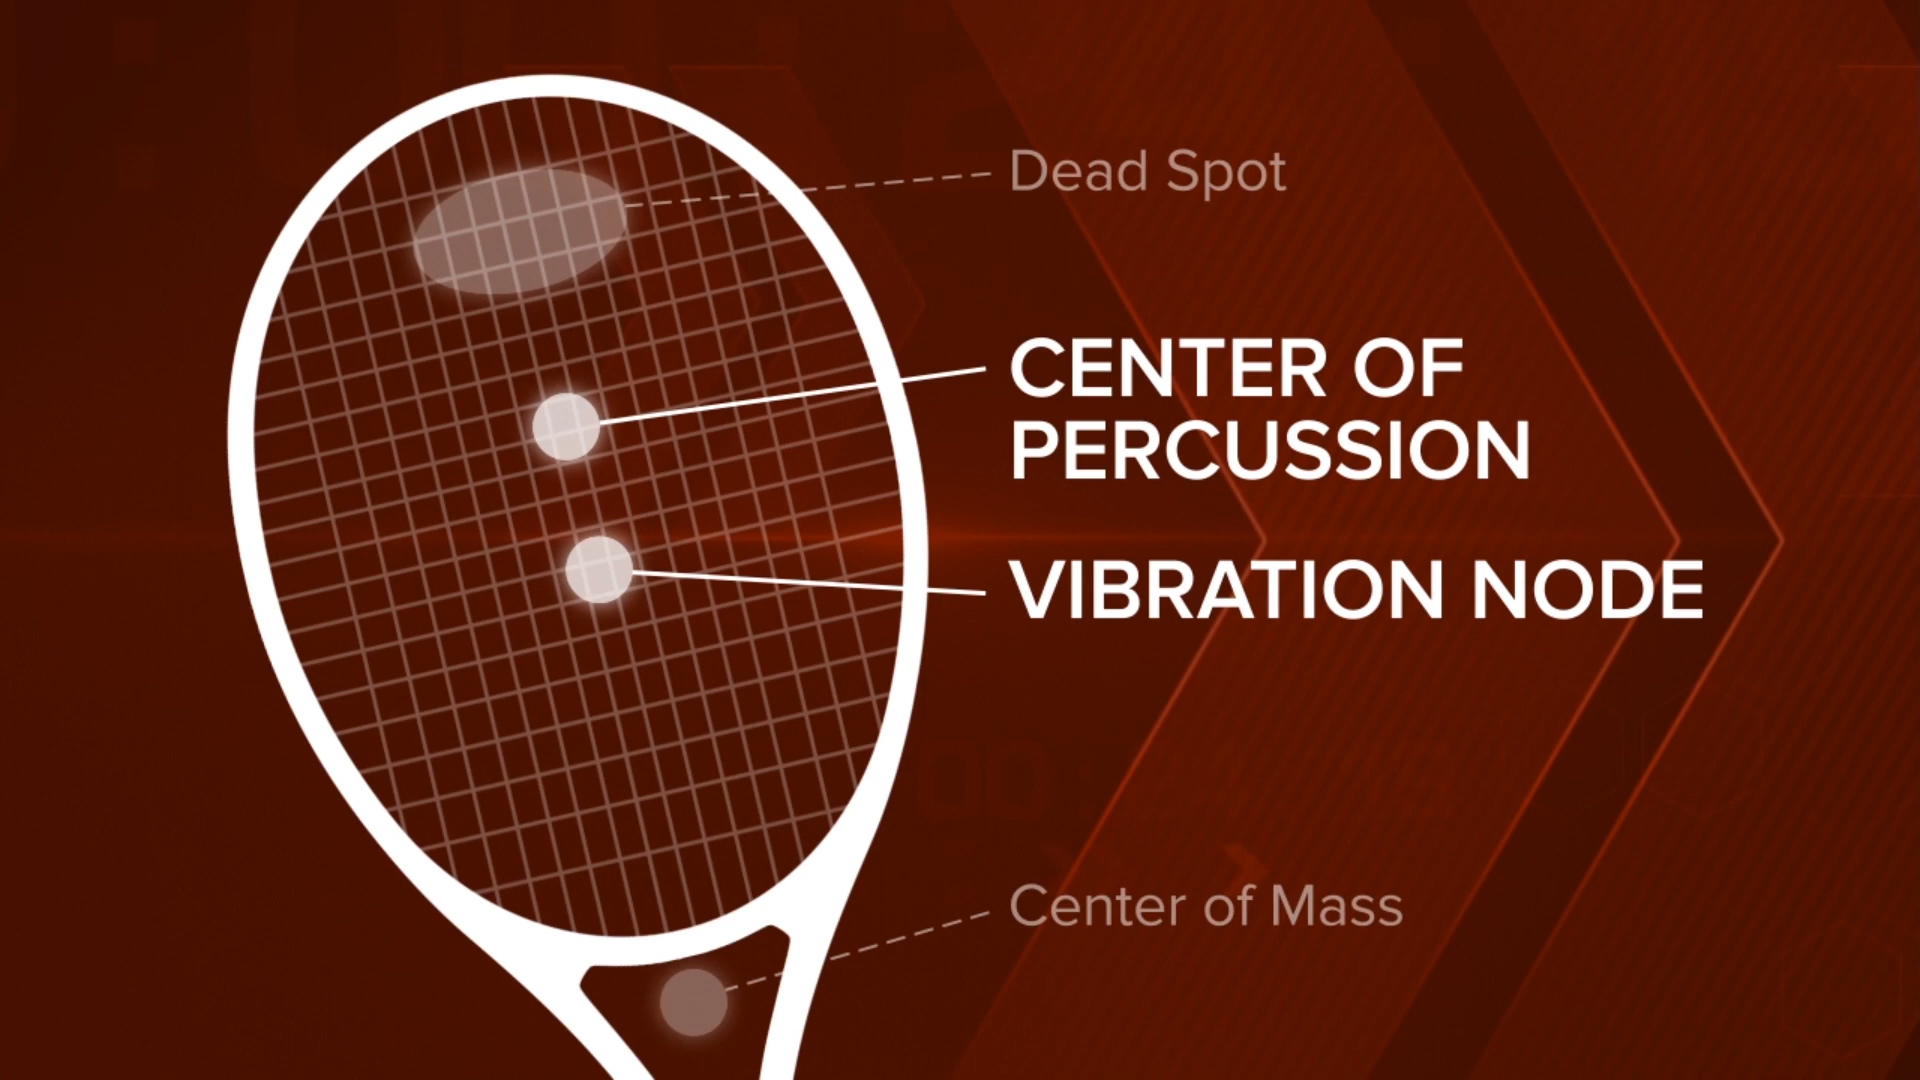 Dead Spot
CENTER OF
PERCUSSION
VIBRATION NODE
Center of Mass